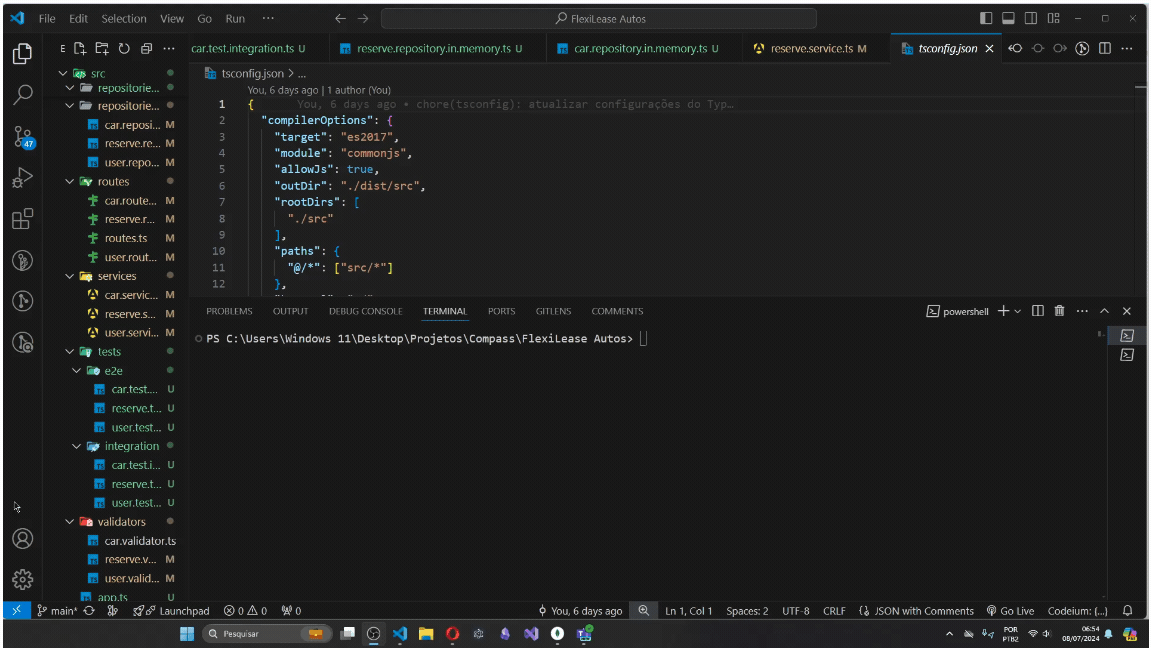 File Edit Selection View Go Run ··· FlexiLease Autos
E
car.test.integration.ts U reserve.repository.in.memory.ts U car.repository.in.memory.ts U reserve.service.ts M tsconfig.json
src
repositorie...
repositorie...
car.reposi... M
reserve.re... M
user.repo... M
routes
car.route... M
reserve.r... M
routes.ts M
user.rout... M
services
car.servic... M
reserve.s... M
user.servi... M
tests
e2e
car.test.... U
reserve.t... U
user.test... U
integration
car.test.i... U
reserve.t... U
user.test... U
validators
car.validator.ts
reserve.v... M
user.valid... M
app.ts U
47
tsconfig.json > ...
You, 6 days ago | 1 author (You)
1 { You, 6 days ago • chore(tsconfig): atualizar configurações do Typ…
2 "compilerOptions": {
3 "target": "es2017",
4 "module": "commonjs",
5 "allowJs": true,
6 "outDir": "./dist/src",
7 "rootDirs": [
8 "./src"
9 ],
10 "paths": {
11 "@/*": ["src/*"]
12 },
PROBLEMS OUTPUT DEBUG CONSOLE TERMINAL PORTS GITLENS COMMENTS powershell
PS C:\Users\Windows 11\Desktop\Projetos\Compass\FlexiLease Autos>
main* Launchpad 0 0 0 You, 6 days ago Ln 1, Col 1 Spaces: 2 UTF-8 CRLF {} JSON with Comments Go Live Codeium: {...}
Pesquisar POR 06:54
PTB2 08/07/2024